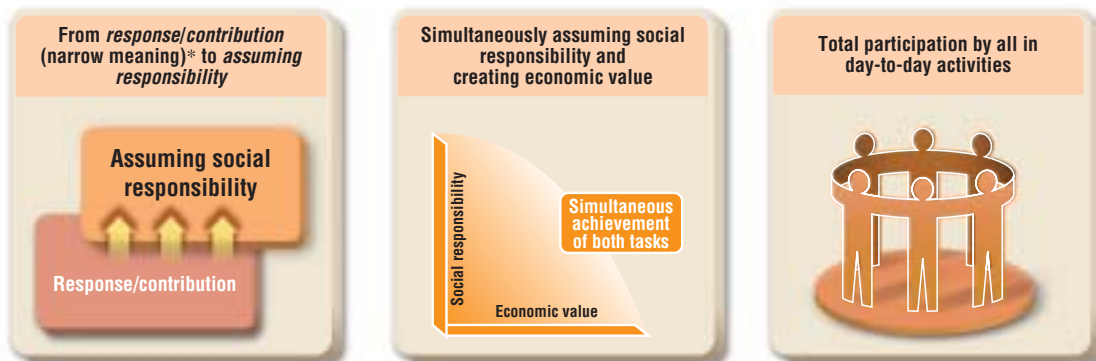 From response/contribution
(narrow meaning)* to assuming
responsibility
Assuming social
responsibility
Response/contribution
Simultaneously assuming social
responsibility and
creating economic value
Social responsibility
Simultaneous
achievement
of both tasks
Economic value
Total participation by all in
day-to-day activities